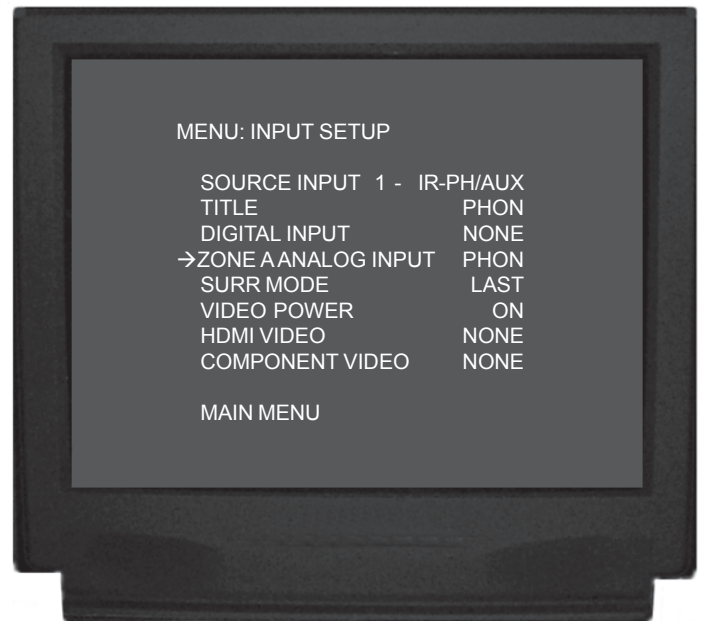 MENU: INPUT SETUP
SOURCE INPUT 1 - IR-PH/AUX
TITLE PHON
DIGITAL INPUT NONE
→ZONE A ANALOG INPUT PHON
SURR MODE LAST
VIDEO POWER ON
HDMI VIDEO NONE
COMPONENT VIDEO NONE
MAIN MENU